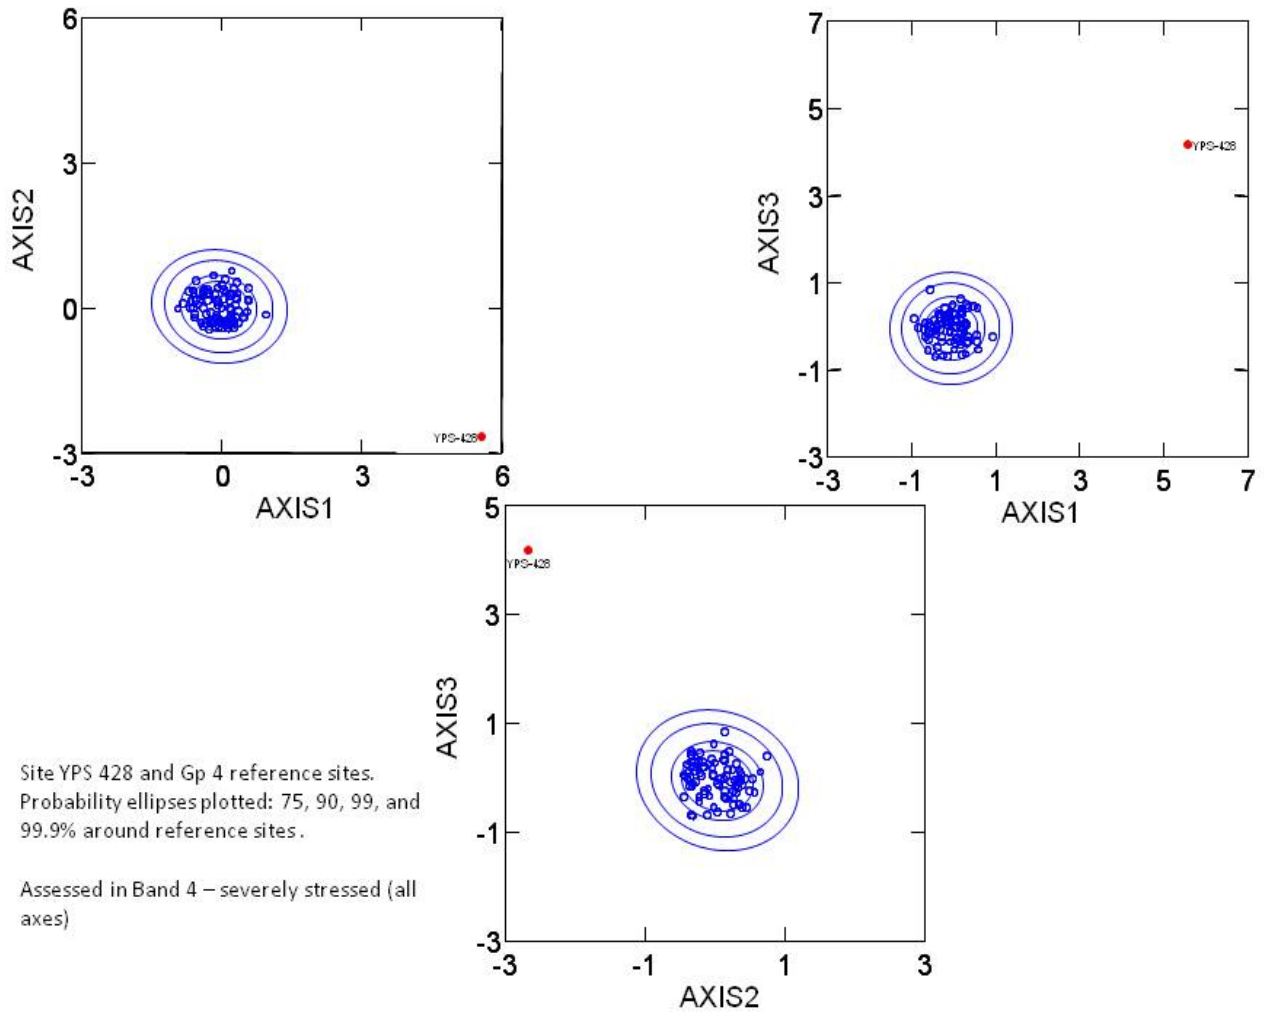 6
3
0
-3
AXIS2
YPS-428
-3
0
3
6
AXIS1
7
5
3
1
-1
-3
AXIS3
YPS-428
-3
-1
1
3
5
7
AXIS1
5
3
1
-1
-3
AXIS3
YPS-428
-3
-1
1
3
AXIS2
Site YPS 428 and Gp 4 reference sites.
Probability ellipses plotted: 75, 90, 99, and
99.9% around reference sites.
Assessed in Band 4 – severely stressed (all
axes)